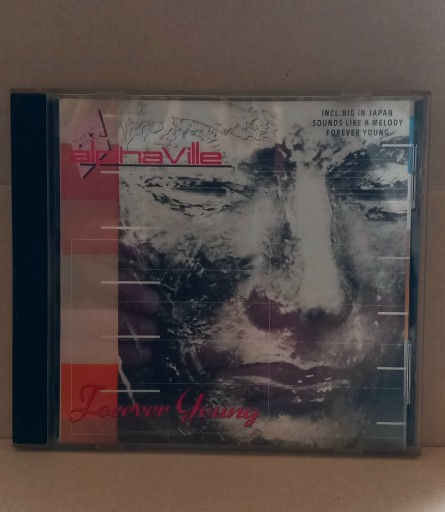 INCL. BIG IN JAPAN
SOUNDS LIKE A MELODY
FOREVER YOUNG
alphaville
Forever Young